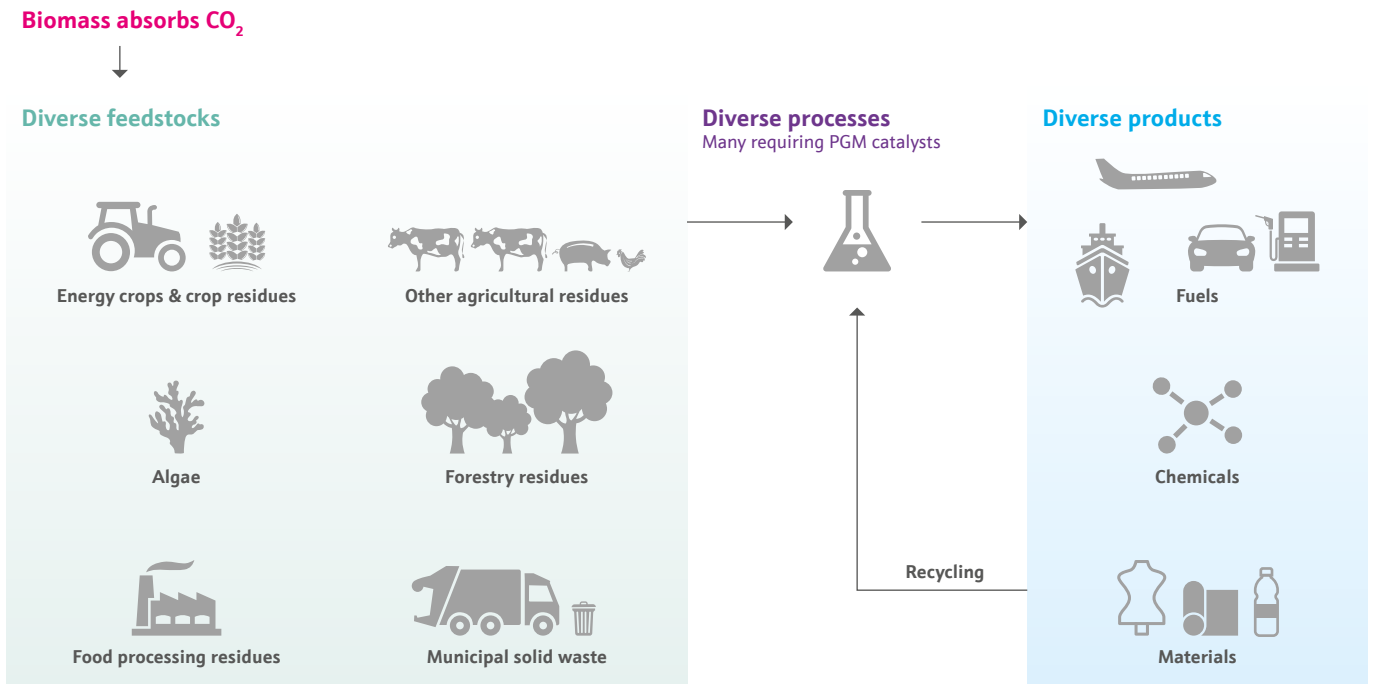 Biomass absorbs CO₂
Diverse feedstocks
Energy crops & crop residues
Other agricultural residues
Algae
Forestry residues
Food processing residues
Municipal solid waste
Diverse processes
Many requiring PGM catalysts
Recycling
Diverse products
Fuels
Chemicals
Materials